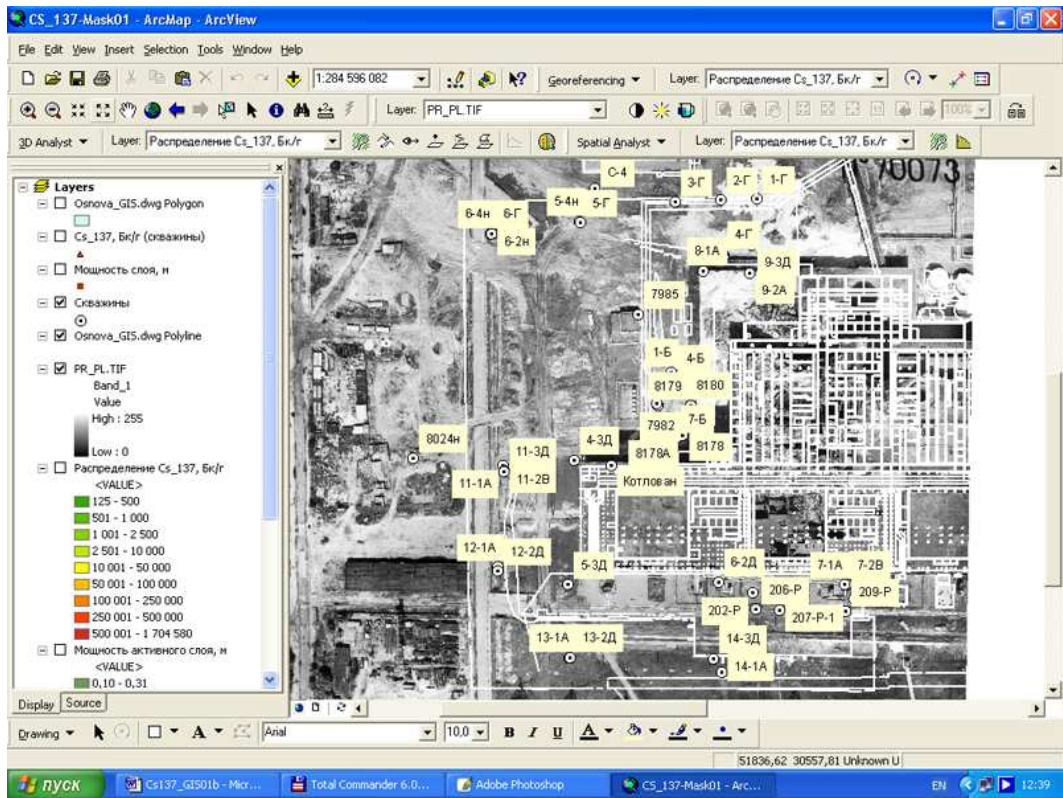 CS_137-Mask01 - ArcMap - ArcView
File Edit View Insert Selection Tools Window Help
1:284 596 082 Georeferencing Layer: Распределение Cs_137, Бк/г
Layer: PR_PL.TIF 100%
3D Analyst Layer: Распределение Cs_137, Бк/г Spatial Analyst Layer: Распределение Cs_137, Бк/г
Layers
Osnova_GIS.dwg Polygon
Cs_137, Бк/г (скважины)
Мощность слоя, м
Скважины
Osnova_GIS.dwg Polyline
PR_PL.TIF
Band_1
Value
High : 255
Low : 0
Распределение Cs_137, Бк/г
<VALUE>
125 - 500
501 - 1 000
1 001 - 2 500
2 501 - 10 000
10 001 - 50 000
50 001 - 100 000
100 001 - 250 000
250 001 - 500 000
500 001 - 1 704 580
Мощность активного слоя, м
<VALUE>
0,10 - 0,31
Display Source
70073
С-4
3-Г 2-Г 1-Г
5-4н 5-Г
6-4н 6-Г
6-2н
4-Г
8-1А
9-3Д
9-2А
7985
1-Б 4-Б
8179 8180
7982 7-Б
8178
8178А
Котлован
8024н
11-3Д
4-3Д
11-1А 11-2В
12-1А 12-2Д
5-3Д
6-2Д
7-1А 7-2В
206-Р 209-Р
202-Р 207-Р-1
13-1А 13-2Д
14-3Д
14-1А
Drawing A Arial 10,0 B I U A
51836,62 30557,81 Unknown U
пуск Cs137_GIS01b - Micr... Total Commander 6.0... Adobe Photoshop CS_137-Mask01 - Arc... EN 12:39